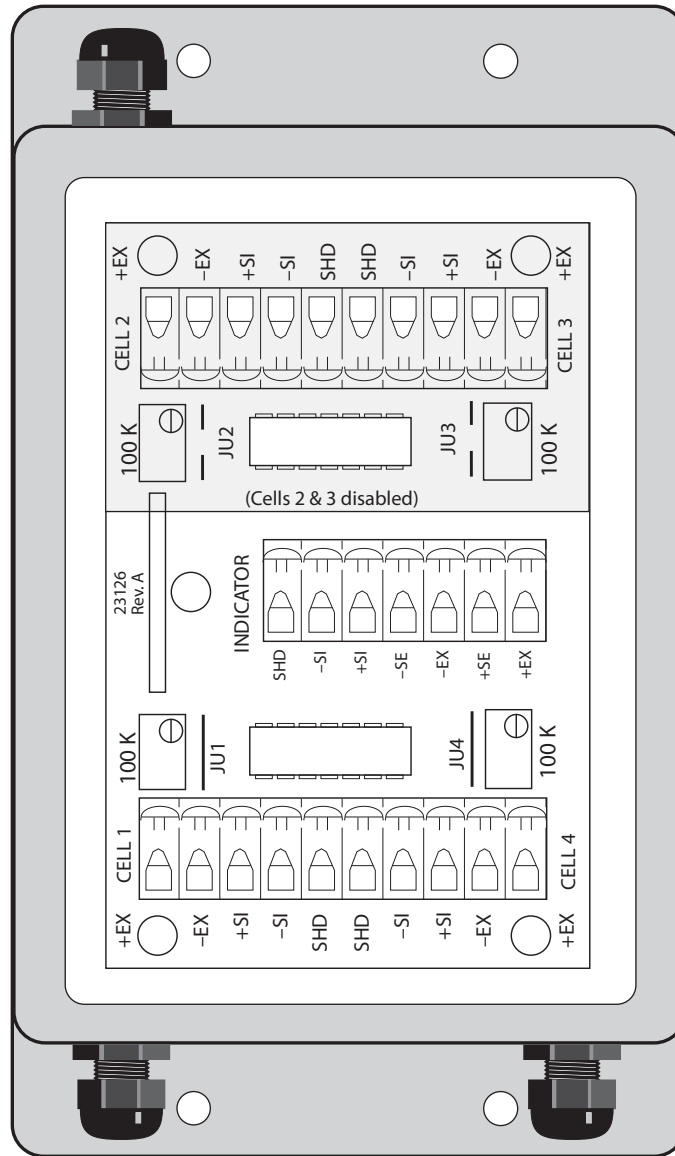 +EX –EX +SI –SI SHD SHD –SI +SI –EX +EX
CELL 2
CELL 3
100 K
JU2
JU3
100 K
(Cells 2 & 3 disabled)
23126
Rev. A
INDICATOR
SHD –SI +SI –SE –EX +SE +EX
100 K
JU1
JU4
100 K
CELL 1
CELL 4
+EX –EX +SI –SI SHD SHD –SI +SI –EX +EX